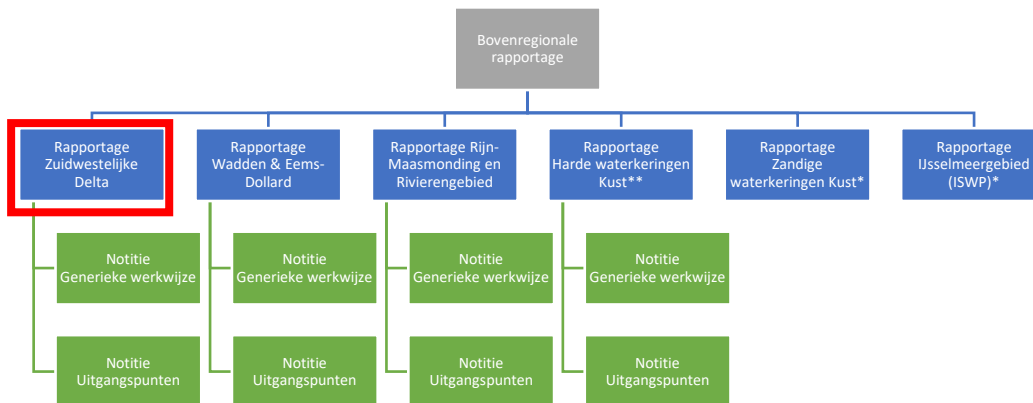 Bovenregionale
rapportage
Rapportage
Zuidwestelijke
Delta
Rapportage
Wadden & Eems-
Dollard
Rapportage Rijn-
Maasmonding en
Rivierengebied
Rapportage
Harde waterkeringen
Kust**
Rapportage
Zandige
waterkeringen Kust*
Rapportage
IJsselmeergebied
(ISWP)*
Notitie
Generieke werkwijze
Notitie
Generieke werkwijze
Notitie
Generieke werkwijze
Notitie
Generieke werkwijze
Notitie
Uitgangspunten
Notitie
Uitgangspunten
Notitie
Uitgangspunten
Notitie
Uitgangspunten